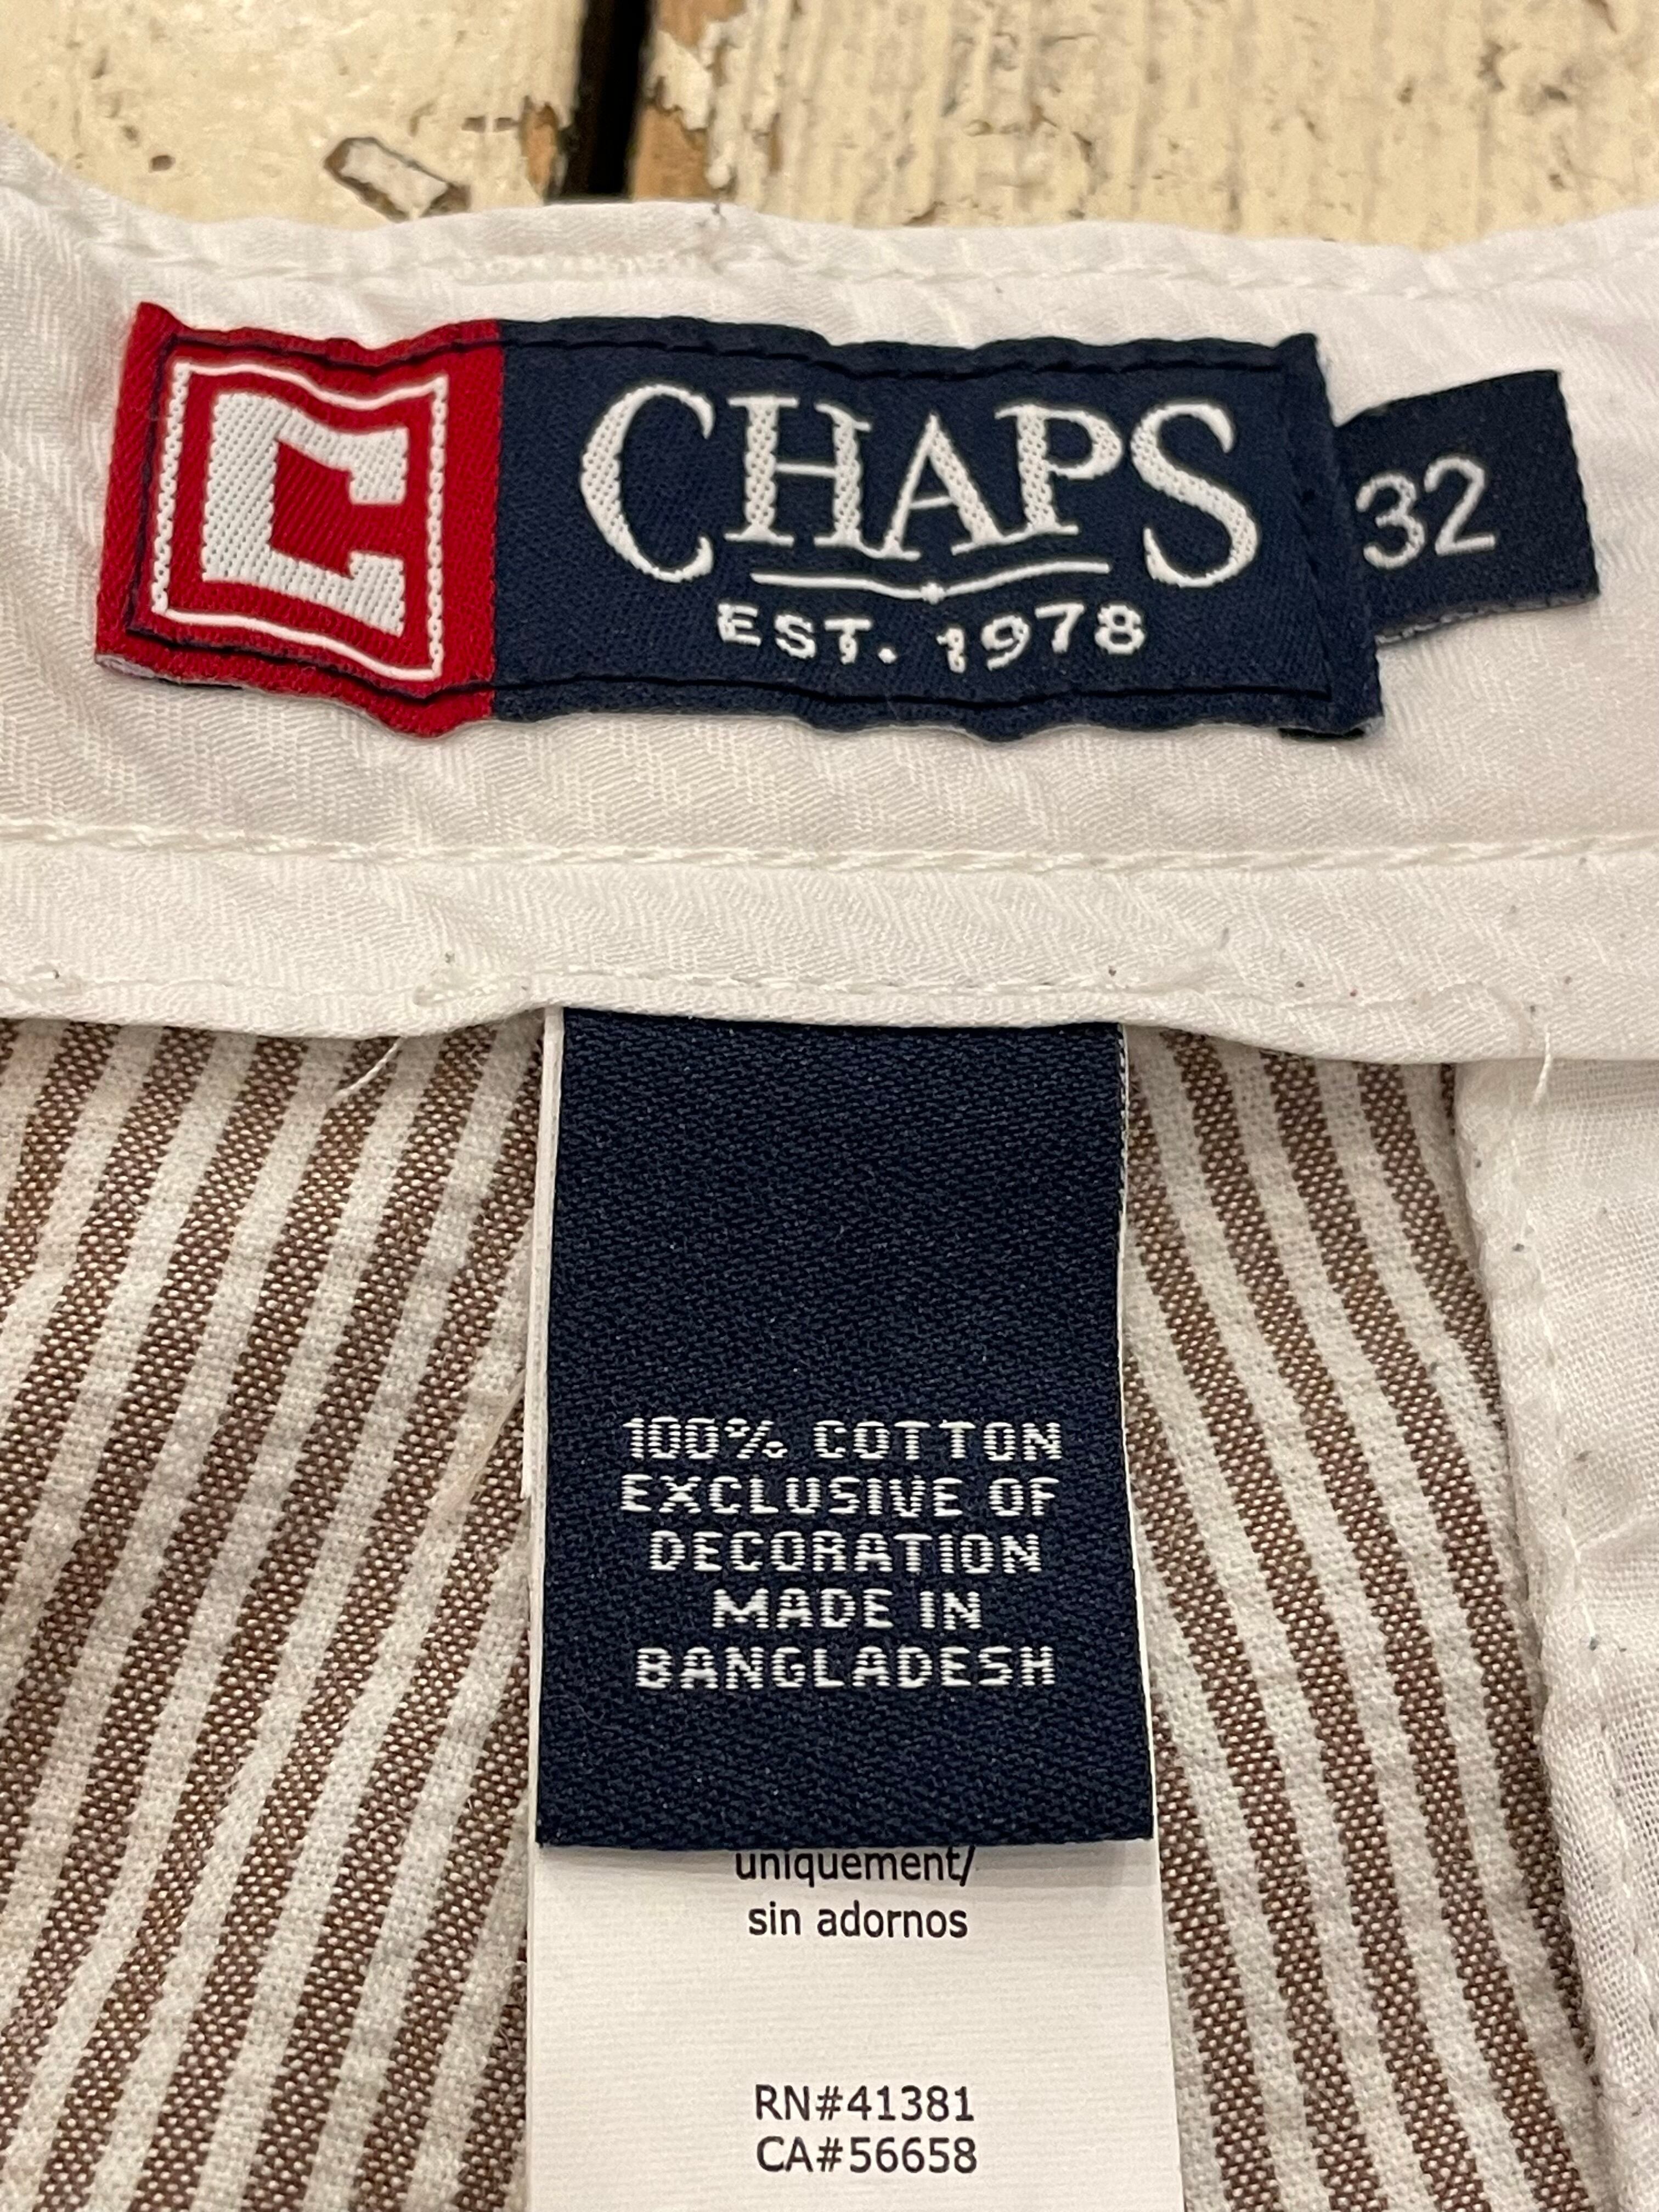 C
CHAPS
EST. 1978
32
100% COTTON
EXCLUSIVE OF
DECORATION
MADE IN
BANGLADESH
uniquement/
sin adornos
RN#41381
CA#56658